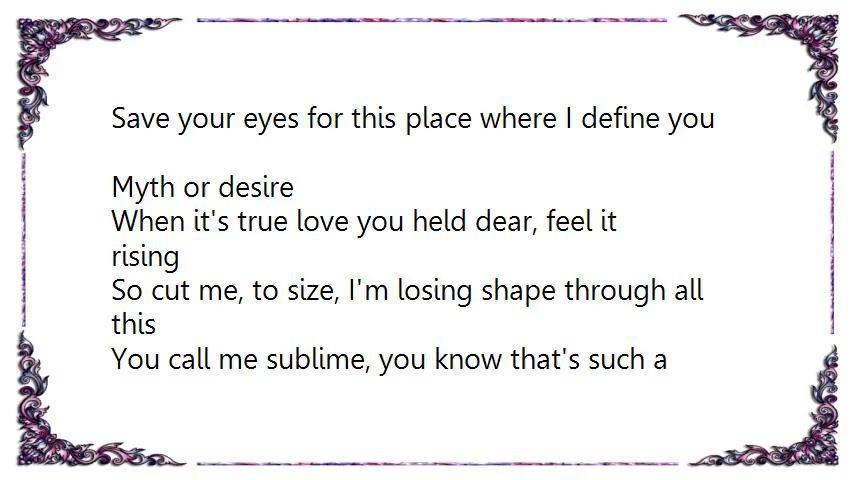 Save your eyes for this place where I define you
Myth or desire
When it's true love you held dear, feel it
rising
So cut me, to size, I'm losing shape through all
this
You call me sublime, you know that's such a